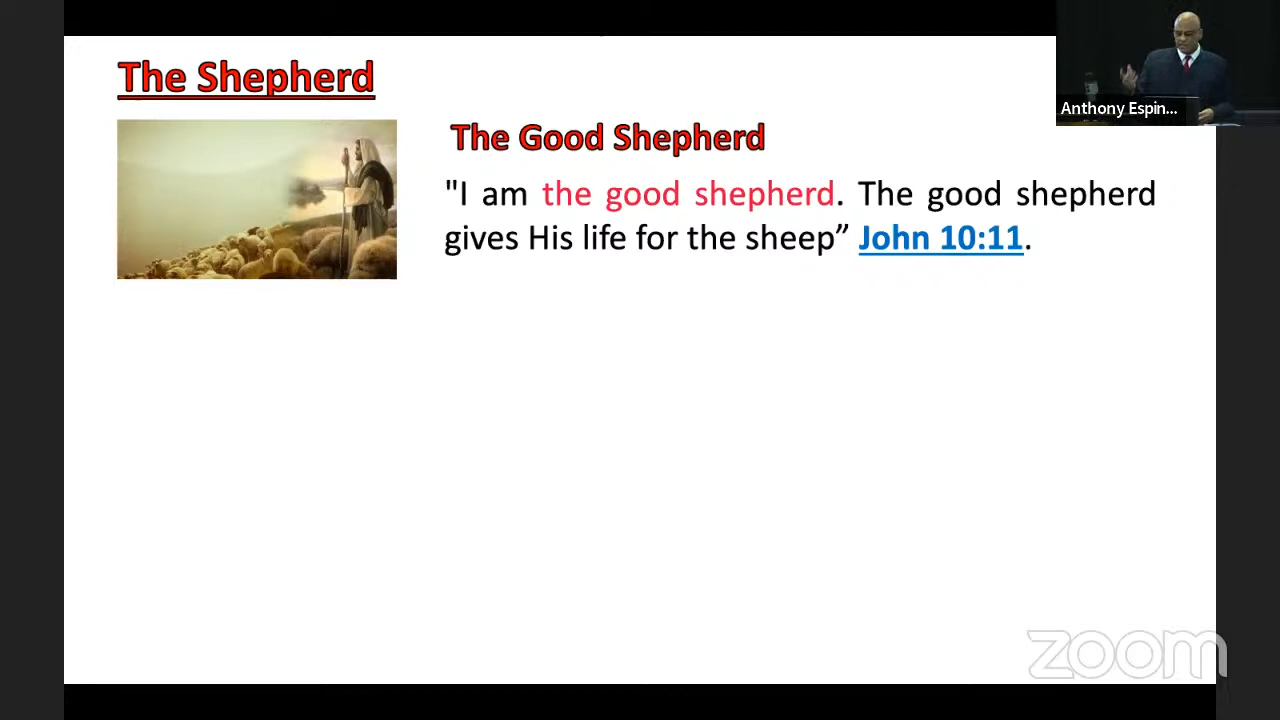 The Shepherd
Anthony Espin...
The Good Shepherd
"I am the good shepherd. The good shepherd
gives His life for the sheep” John 10:11.
zoom